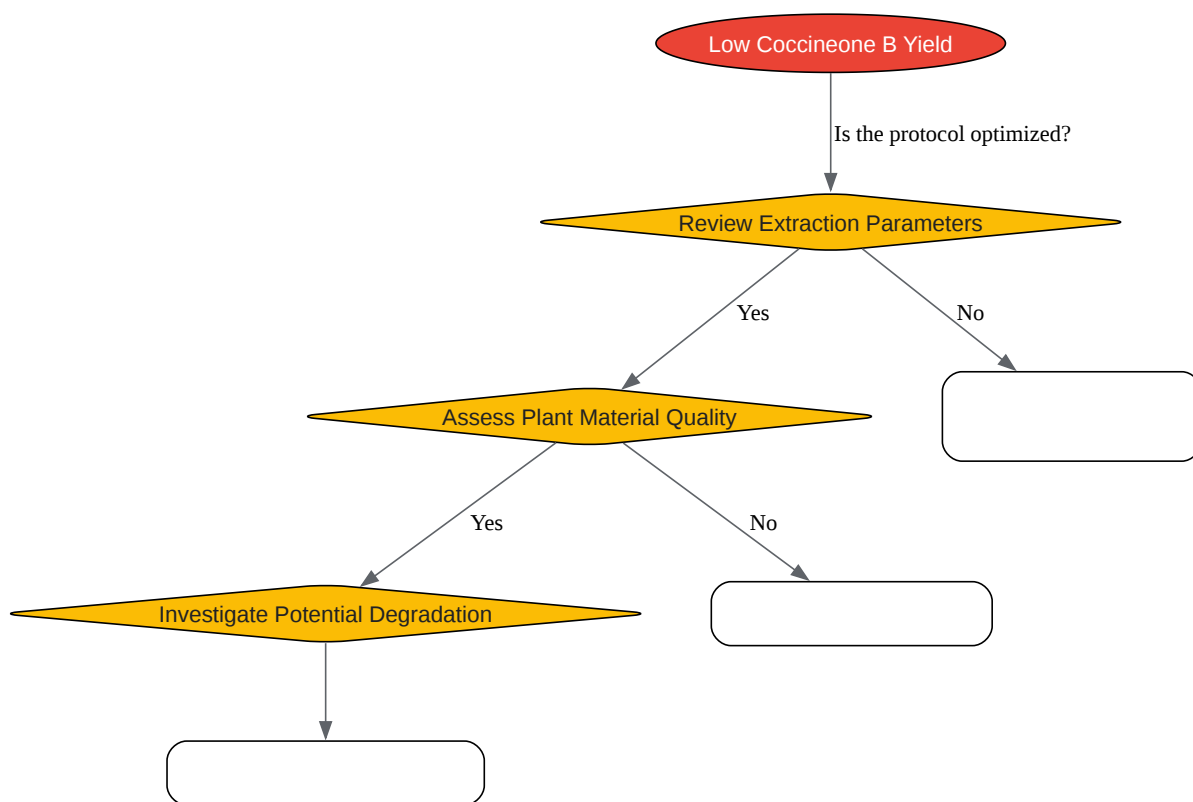 Low Coccineone B Yield
Is the protocol optimized?
Review Extraction Parameters
Yes
No
Assess Plant Material Quality
Yes
No
Investigate Potential Degradation